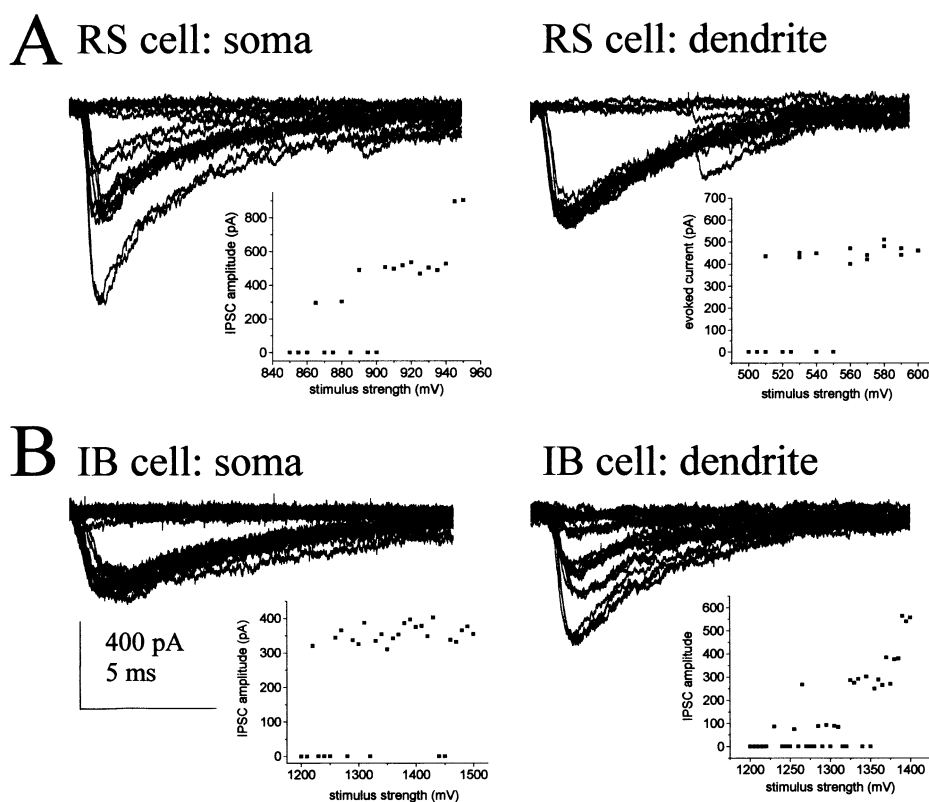 A RS cell: soma
RS cell: dendrite
IPSC amplitude (pA)
800
600
400
200
0
840 860 880 900 920 940 960
stimulus strength (mV)
evoked current (pA)
700
600
500
400
300
200
100
0
500 520 540 560 580 600
stimulus strength (mV)
B IB cell: soma
IB cell: dendrite
400 pA
5 ms
IPSC amplitude (pA)
400
300
200
100
0
1200 1300 1400 1500
stimulus strength (mV)
IPSC amplitude
600
500
400
300
200
100
0
1200 1250 1300 1350 1400
stimulus strength (mV)